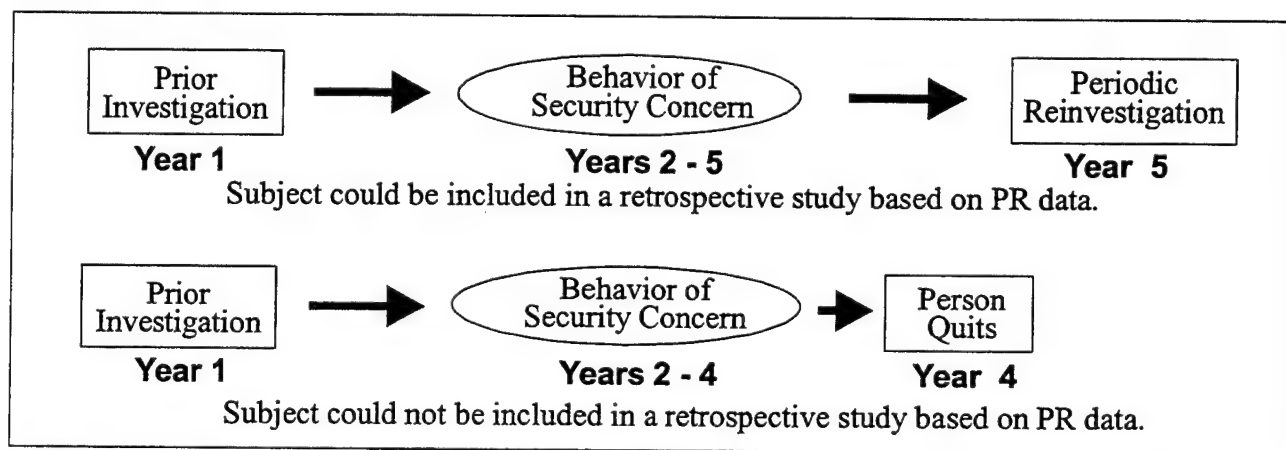 Prior
Investigation
Behavior of
Security Concern
Periodic
Reinvestigation
Year 1
Years 2 - 5
Year 5
Subject could be included in a retrospective study based on PR data.
Prior
Investigation
Behavior of
Security Concern
Person
Quits
Year 1
Years 2 - 4
Year 4
Subject could not be included in a retrospective study based on PR data.